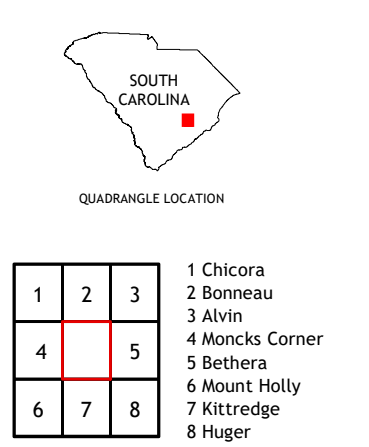 SOUTH
CAROLINA
QUADRANGLE LOCATION
1 2 3
4 5
6 7 8
1 Chicora
2 Bonneau
3 Alvin
4 Moncks Corner
5 Bethera
6 Mount Holly
7 Kittredge
8 Huger